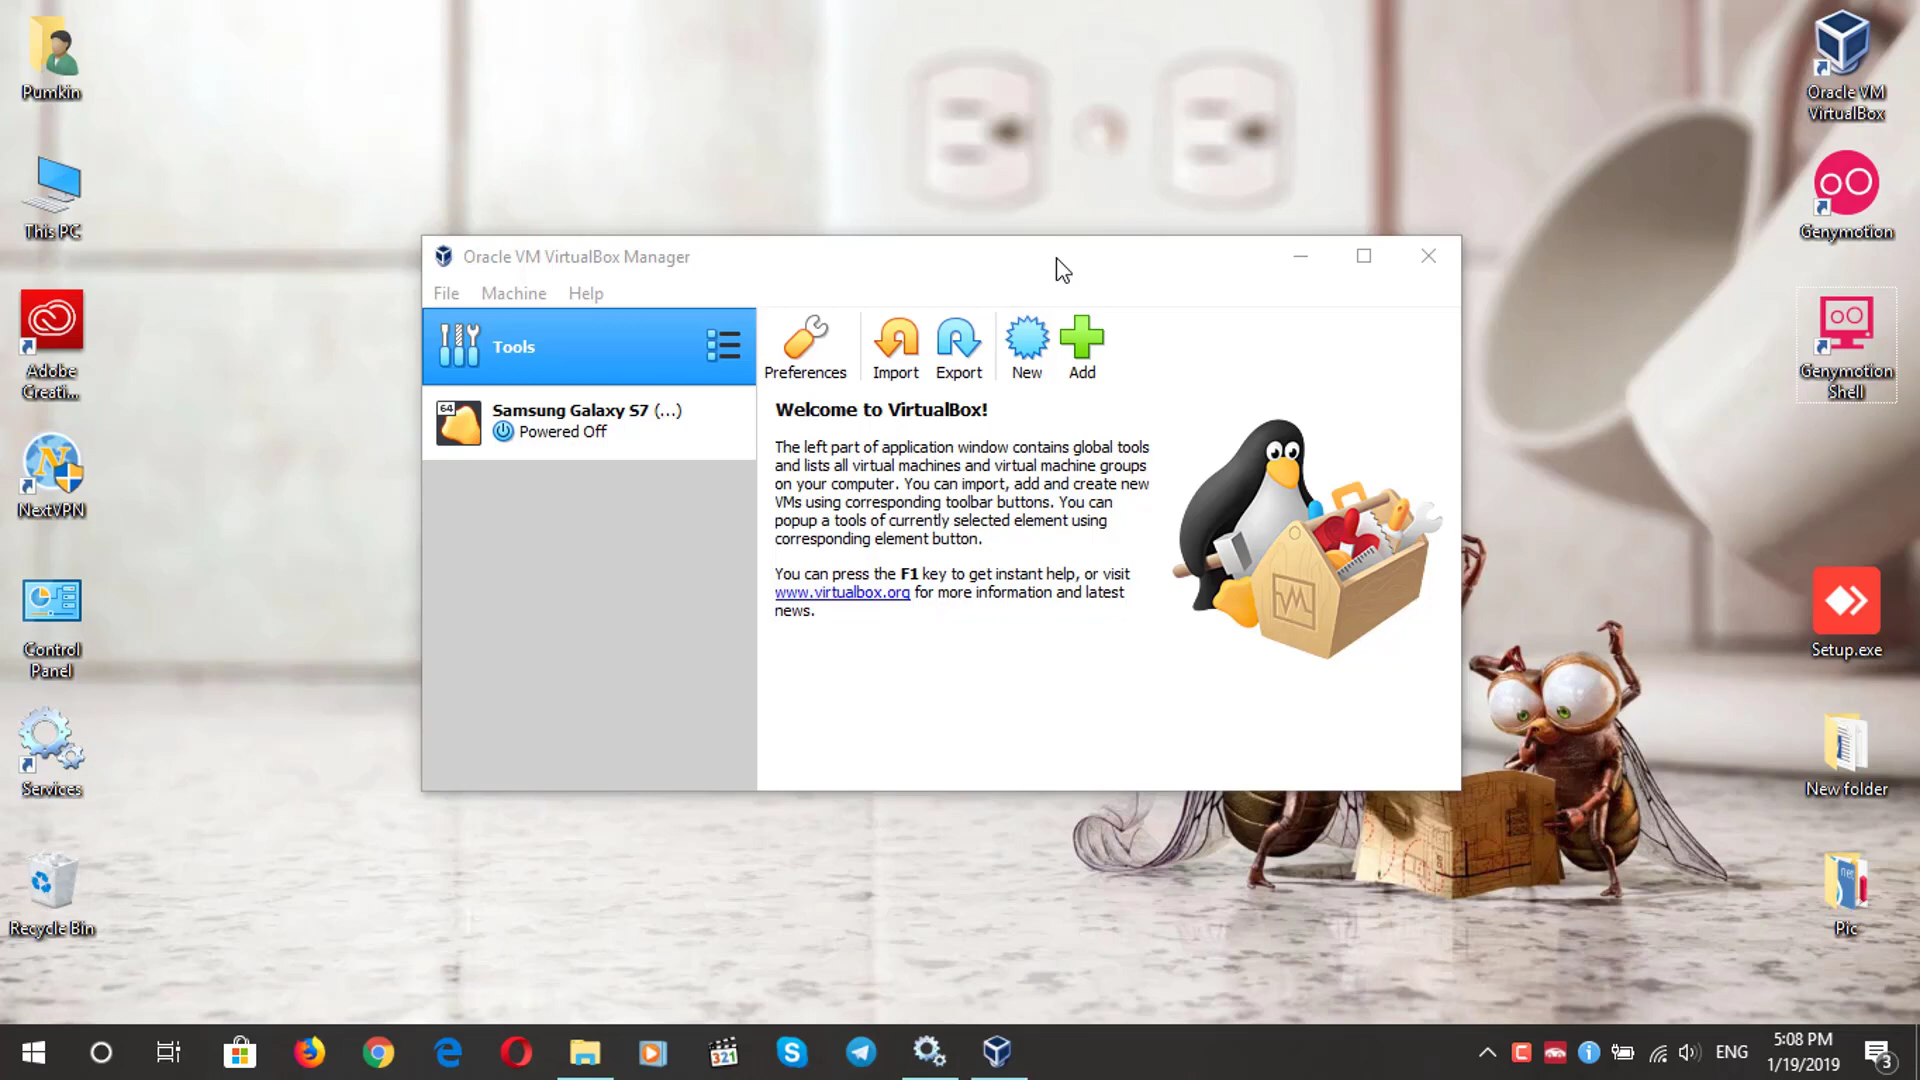 Pumkin
This PC
Adobe
Creati...
NextVPN
Control
Panel
Services
Recycle Bin
Oracle VM VirtualBox Manager
File
Machine
Help
Tools
64
Samsung Galaxy S7 (...)
Powered Off
Preferences
Import
Export
New
Add
Welcome to VirtualBox!
The left part of application window contains global tools
and lists all virtual machines and virtual machine groups
on your computer. You can import, add and create new
VMs using corresponding toolbar buttons. You can
popup a tools of currently selected element using
corresponding element button.
You can press the F1 key to get instant help, or visit
www.virtualbox.org for more information and latest
news.
Oracle VM
VirtualBox
Genymotion
Genymotion
Shell
Setup.exe
New folder
Pic
321
ENG
5:08 PM
1/19/2019
3